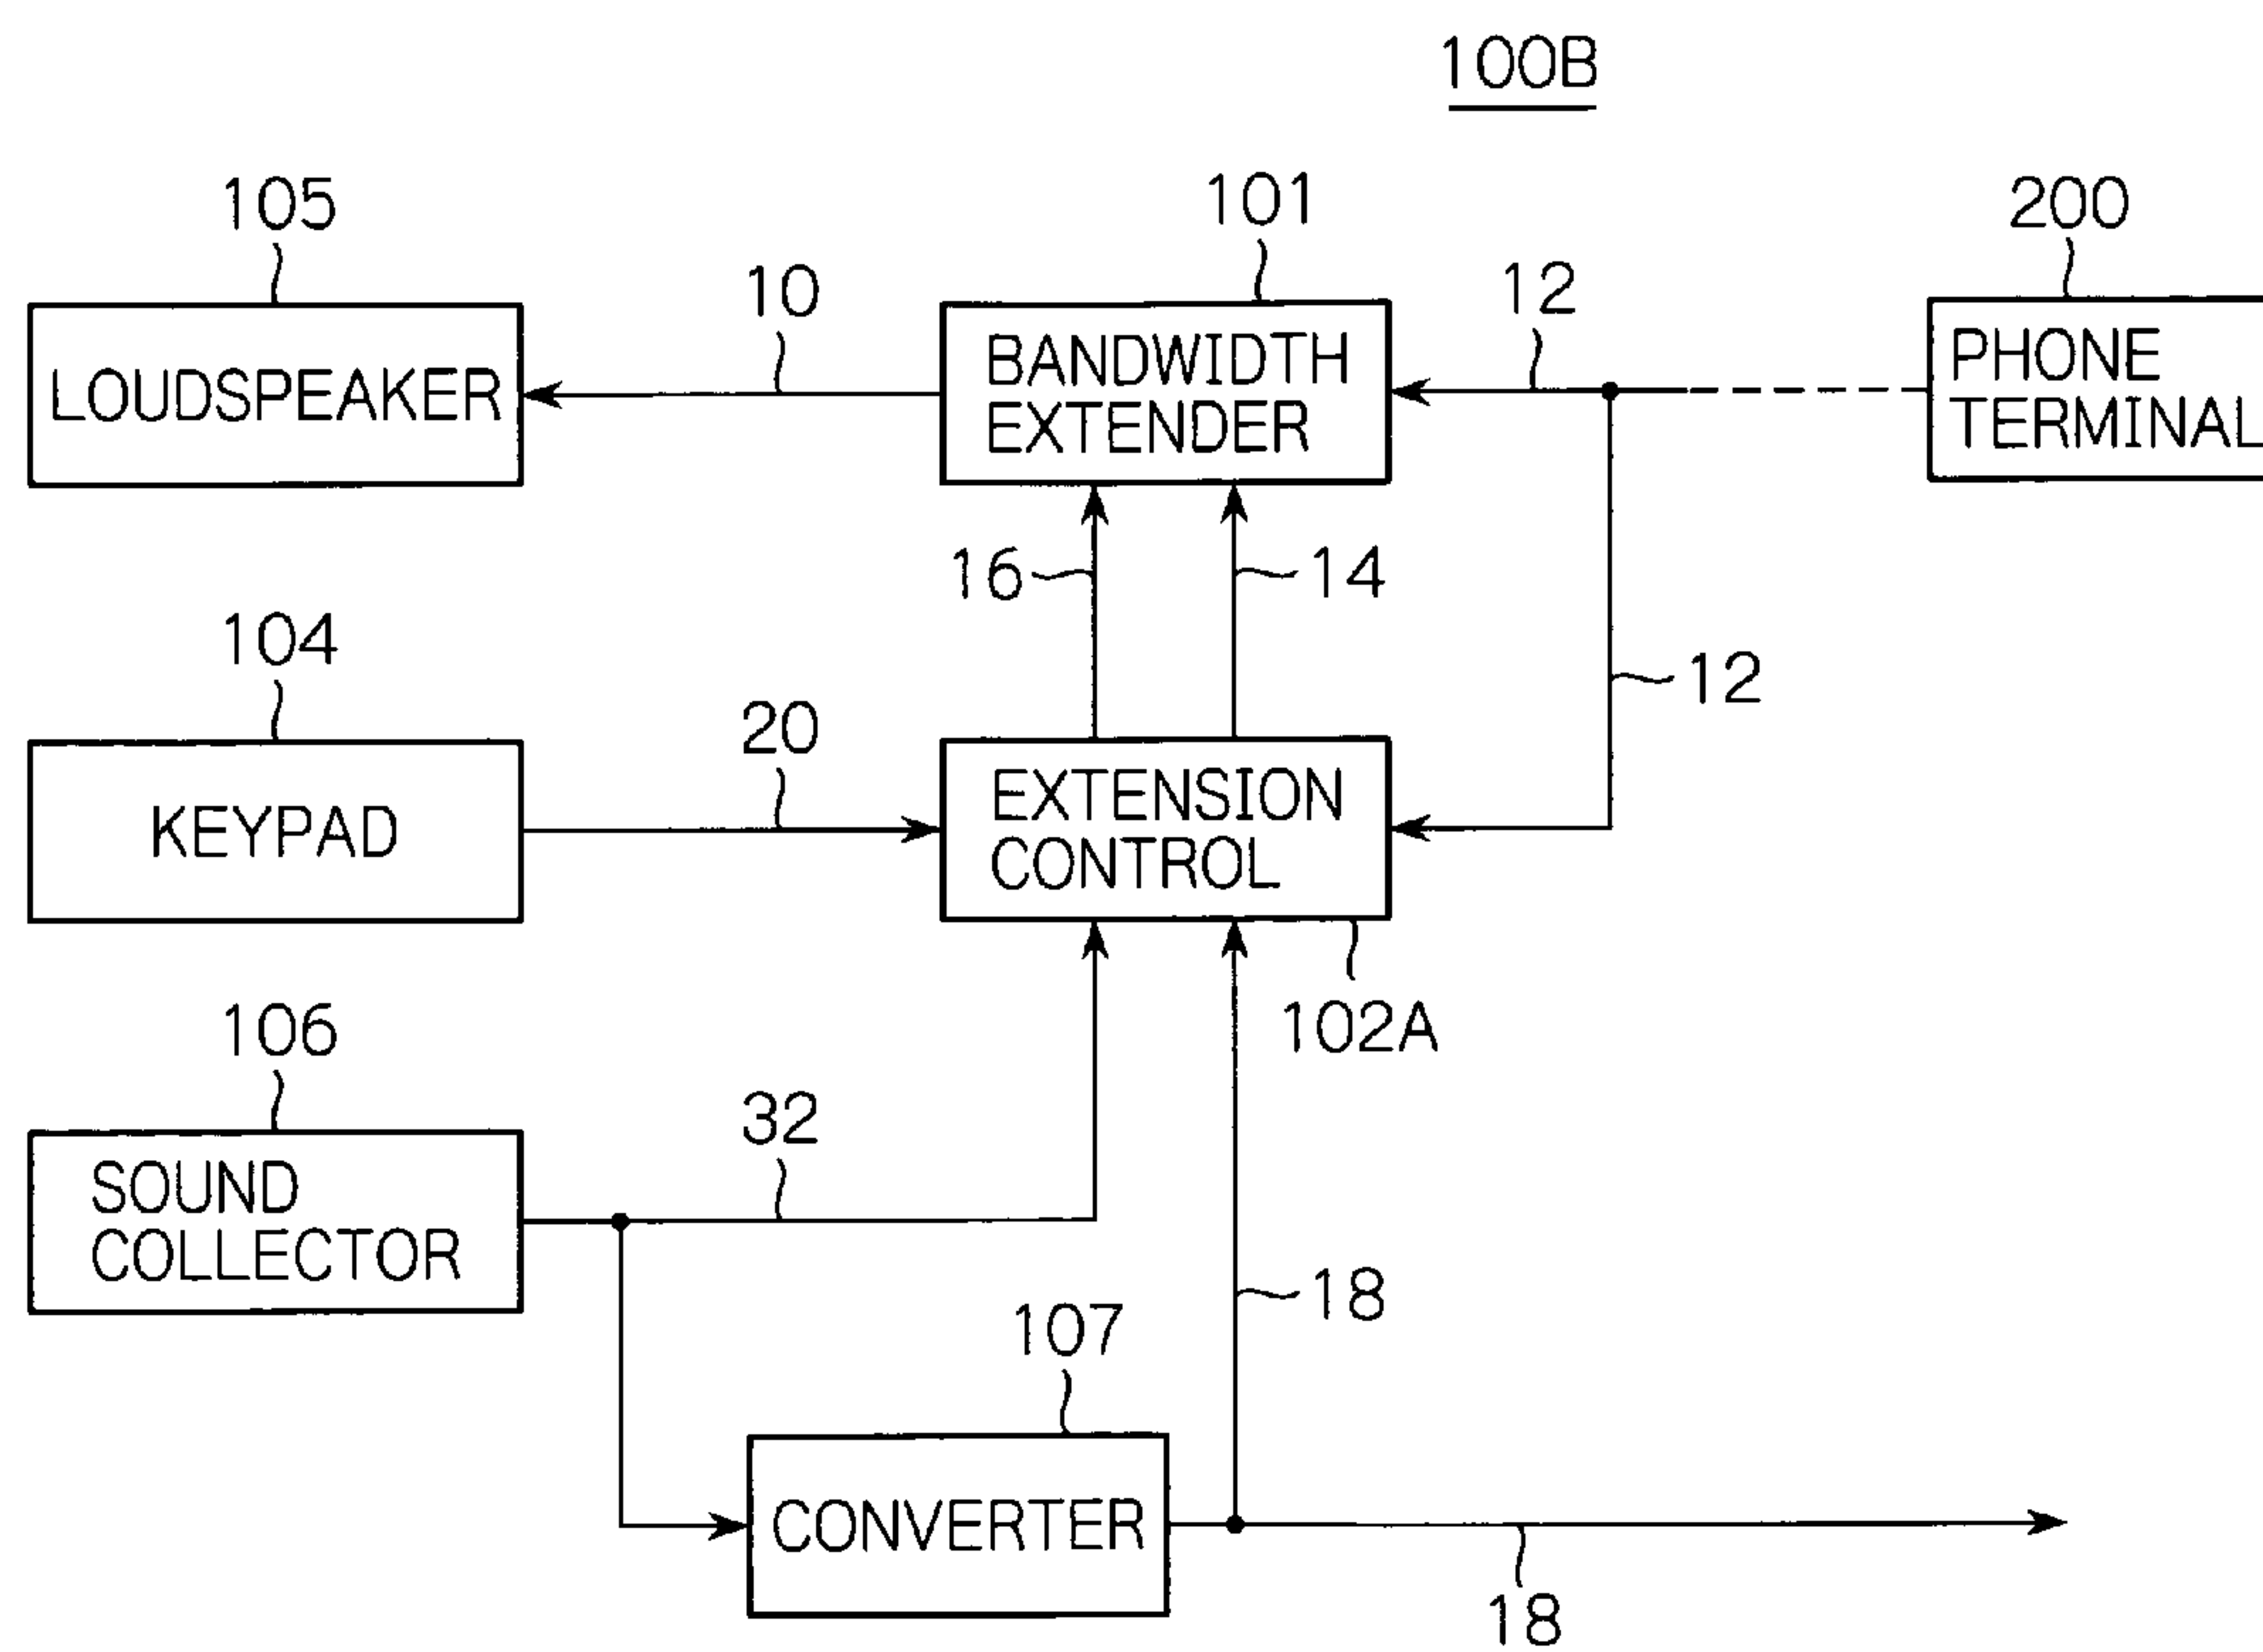 100B
105
101
200
10
12
LOUDSPEAKER
BANDWIDTH
EXTENDER
PHONE
TERMINAL
16
14
104
20
12
KEYPAD
EXTENSION
CONTROL
106
102A
32
SOUND
COLLECTOR
18
107
CONVERTER
18